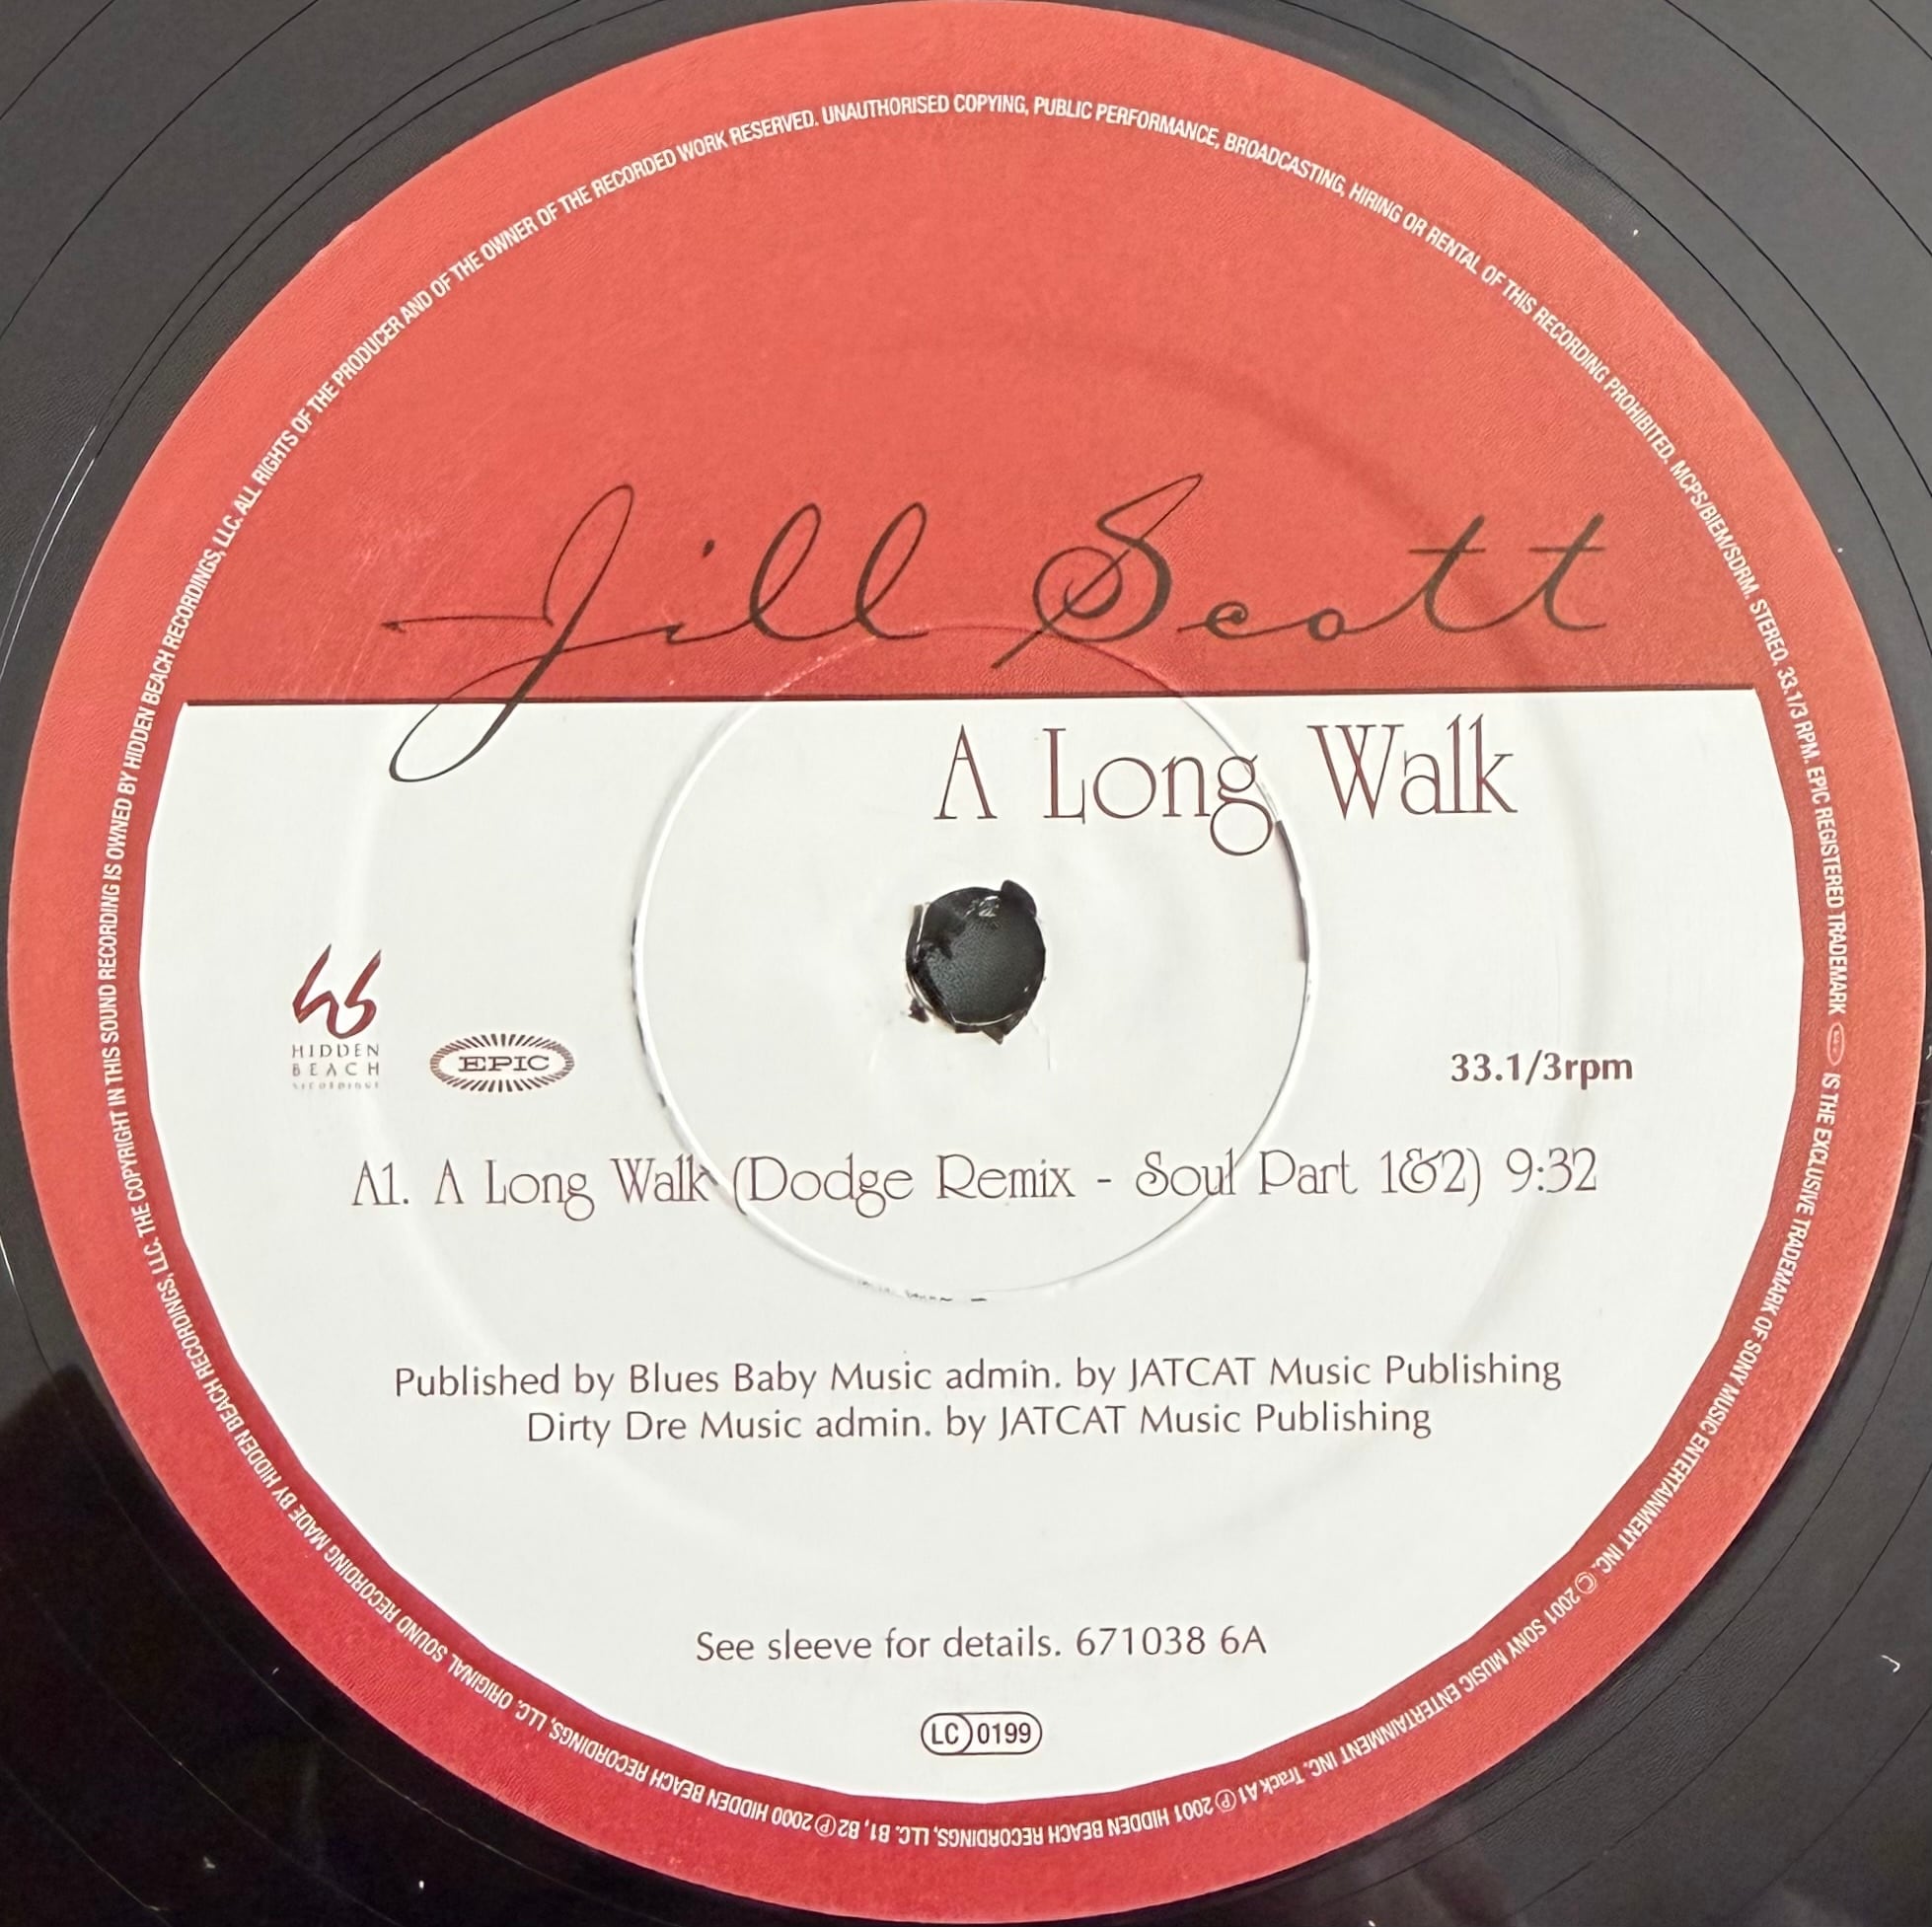 Jill Scott
A Long Walk
HIDDEN
BEACH
RECORDINGS
EPIC
33.1/3rpm
A1. A Long Walk (Dodge Remix - Soul Part 1&2) 9:32
Published by Blues Baby Music admin. by JATCAT Music Publishing
Dirty Dre Music admin. by JATCAT Music Publishing
See sleeve for details. 671038 6A
LC 0199
ALL RIGHTS OF THE PRODUCER AND OF THE OWNER OF THE RECORDED WORK RESERVED. UNAUTHORISED COPYING, PUBLIC PERFORMANCE, BROADCASTING, HIRING OR RENTAL OF THIS RECORDING PROHIBITED. MCPS/BIEM/SDRM. STEREO. 33.1/3 RPM. EPIC REGISTERED TRADEMARK IS THE EXCLUSIVE TRADEMARK OF SONY MUSIC ENTERTAINMENT INC. © 2001 SONY MUSIC ENTERTAINMENT INC. Track A1 ℗ 2001 HIDDEN BEACH RECORDINGS, LLC. B1, B2 ℗ 2000 HIDDEN BEACH RECORDINGS, LLC. ORIGINAL SOUND RECORDING MADE BY HIDDEN BEACH RECORDINGS, LLC. THE COPYRIGHT IN THIS SOUND RECORDING IS OWNED BY HIDDEN BEACH RECORDINGS, LLC.